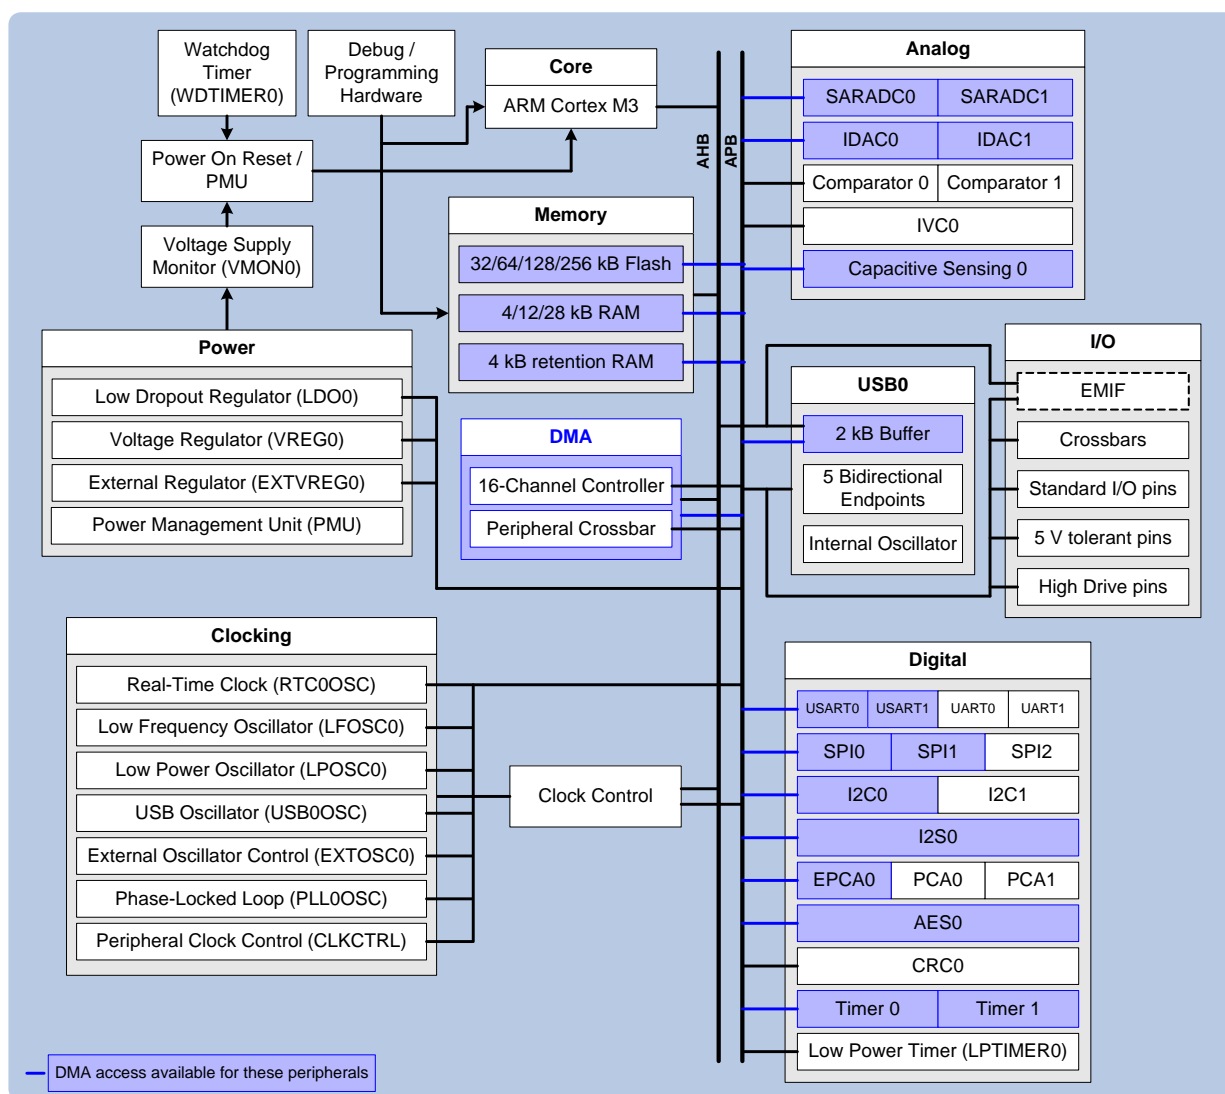 Watchdog
Timer
(WDTIMER0)
Debug /
Programming
Hardware
Core
ARM Cortex M3
Power On Reset /
PMU
Voltage Supply
Monitor (VMON0)
AHB
APB
Analog
SARADC0 SARADC1
IDAC0 IDAC1
Comparator 0 Comparator 1
IVC0
Capacitive Sensing 0
Memory
32/64/128/256 kB Flash
4/12/28 kB RAM
4 kB retention RAM
Power
Low Dropout Regulator (LDO0)
Voltage Regulator (VREG0)
External Regulator (EXTVREG0)
Power Management Unit (PMU)
DMA
16-Channel Controller
Peripheral Crossbar
USB0
2 kB Buffer
5 Bidirectional
Endpoints
Internal Oscillator
I/O
EMIF
Crossbars
Standard I/O pins
5 V tolerant pins
High Drive pins
Clocking
Real-Time Clock (RTC0OSC)
Low Frequency Oscillator (LFOSC0)
Low Power Oscillator (LPOSC0)
USB Oscillator (USB0OSC)
External Oscillator Control (EXTOSC0)
Phase-Locked Loop (PLL0OSC)
Peripheral Clock Control (CLKCTRL)
Clock Control
Digital
USART0 USART1 UART0 UART1
SPI0 SPI1 SPI2
I2C0 I2C1
I2S0
EPCA0 PCA0 PCA1
AES0
CRC0
Timer 0 Timer 1
Low Power Timer (LPTIMER0)
DMA access available for these peripherals